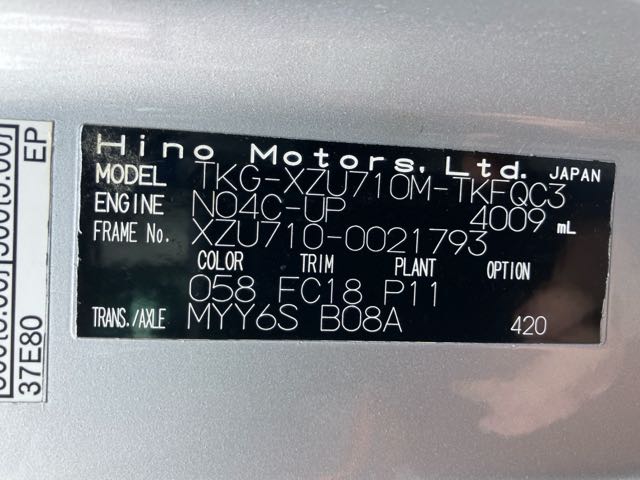 Hino Motors, Ltd. JAPAN
MODEL TKG-XZU710M-TKFQC3
ENGINE N04C-UP 4009 mL
FRAME No. XZU710-0021793
COLOR TRIM PLANT OPTION
058 FC18 P11
TRANS./AXLE MYY6S B08A 420
EP
37E80